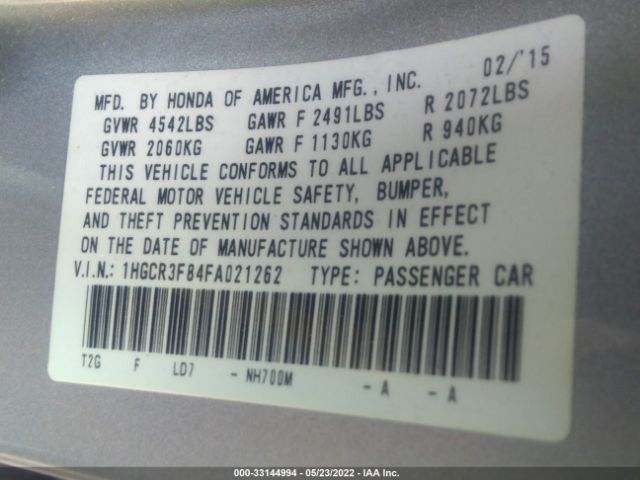 MFD. BY HONDA OF AMERICA MFG., INC. 02/'15
GVWR 4542LBS GAWR F 2491LBS R 2072LBS
GVWR 2060KG GAWR F 1130KG R 940KG
THIS VEHICLE CONFORMS TO ALL APPLICABLE
FEDERAL MOTOR VEHICLE SAFETY, BUMPER,
AND THEFT PREVENTION STANDARDS IN EFFECT
ON THE DATE OF MANUFACTURE SHOWN ABOVE.
V.I.N.: 1HGCR3F84FA021262 TYPE: PASSENGER CAR
T2G F LD7 - NH700M - A - A
000-33144994 - 05/23/2022 - IAA Inc.